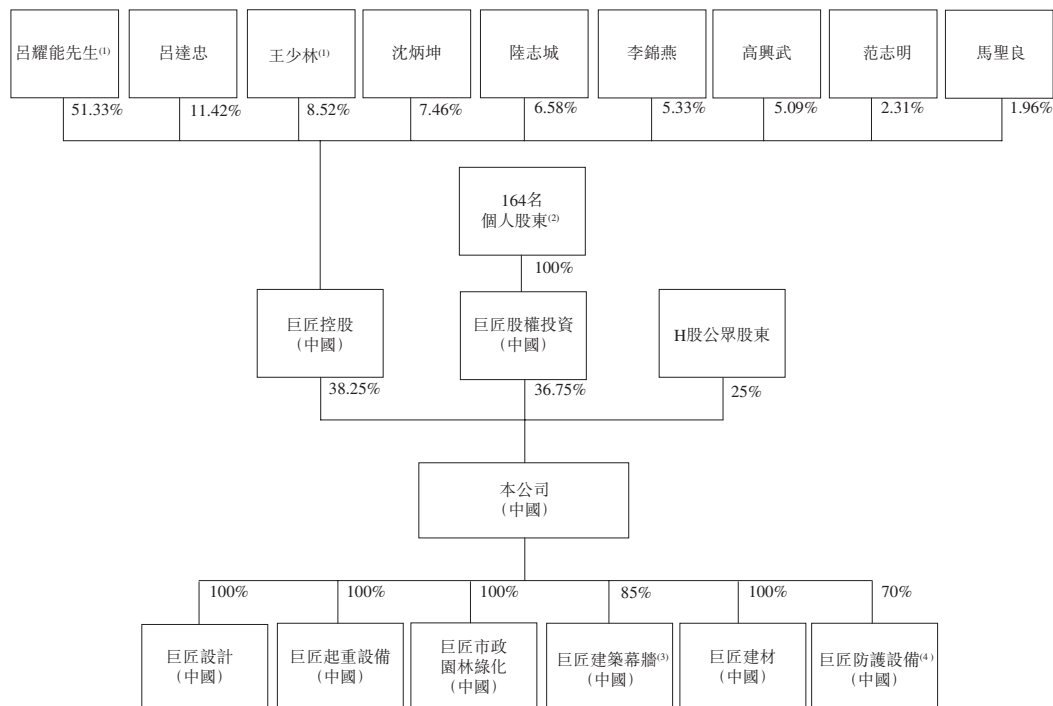 呂耀能先生(1)
呂達忠
王少林(1)
沈炳坤
陸志城
李錦燕
高興武
范志明
馬聖良
51.33%
11.42%
8.52%
7.46%
6.58%
5.33%
5.09%
2.31%
1.96%
164名
個人股東(2)
100%
巨匠控股
(中國)
巨匠股權投資
(中國)
H股公眾股東
38.25%
36.75%
25%
本公司
(中國)
100%
100%
100%
85%
100%
70%
巨匠設計
(中國)
巨匠起重設備
(中國)
巨匠市政
園林綠化
(中國)
巨匠建築幕牆(3)
(中國)
巨匠建材
(中國)
巨匠防護設備(4)
(中國)